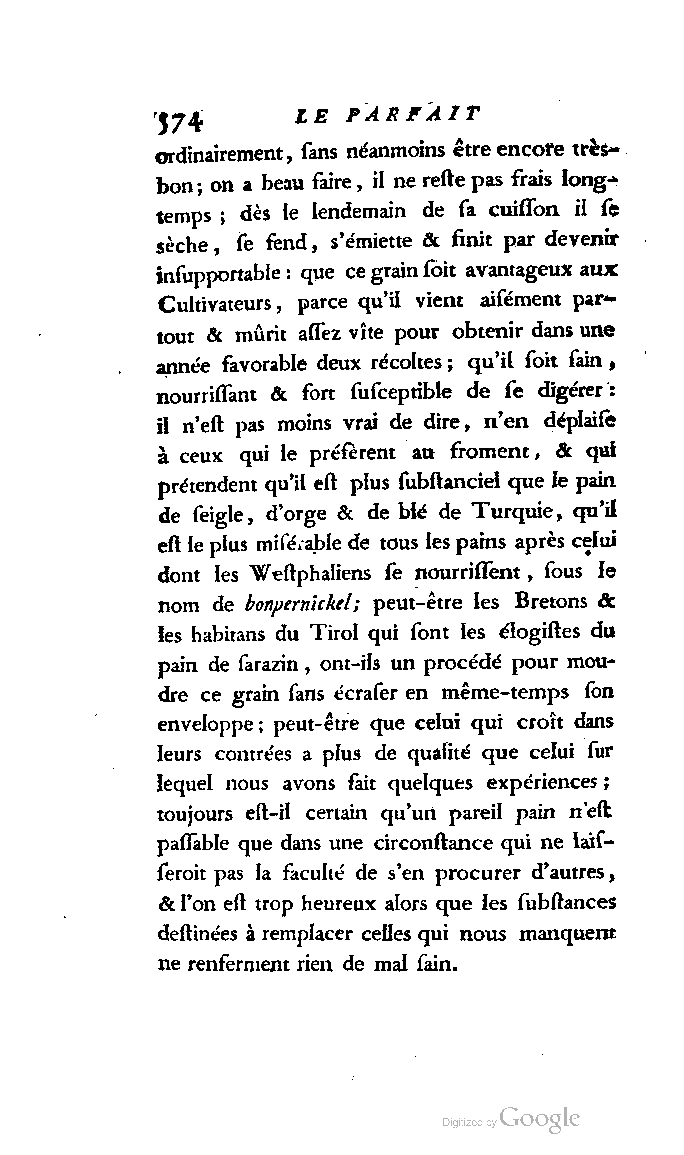 574 LE PARFAIT
ordinairement, ſans néanmoins être encore très-
bon; on a beau faire, il ne reſte pas frais long-
temps; dès le lendemain de ſa cuiſſon il ſe
sèche, ſe fend, s'émiette & finit par devenir
inſupportable: que ce grain ſoit avantageux aux
Cultivateurs, parce qu'il vient aiſément par-
tout & mûrit aſſez vîte pour obtenir dans une
année favorable deux récoltes; qu'il ſoit ſain,
nourriſſant & fort ſuſceptible de ſe digérer:
il n'eſt pas moins vrai de dire, n'en déplaiſe
à ceux qui le préfèrent au froment, & qui
prétendent qu'il eſt plus ſubſtanciel que le pain
de ſeigle, d'orge & de blé de Turquie, qu'il
eſt le plus miſérable de tous les pains après celui
dont les Weſtphaliens ſe nourriſſent, ſous le
nom de bonpernickel; peut-être les Bretons &
les habitans du Tirol qui ſont les élogiſtes du
pain de ſarazin, ont-ils un procédé pour mou-
dre ce grain ſans écraſer en même-temps ſon
enveloppe; peut-être que celui qui croît dans
leurs contrées a plus de qualité que celui ſur
lequel nous avons fait quelques expériences;
toujours eſt-il certain qu'un pareil pain n'eſt
paſſable que dans une circonſtance qui ne laiſ-
ſeroit pas la faculté de s'en procurer d'autres,
& l'on eſt trop heureux alors que les ſubſtances
deſtinées à remplacer celles qui nous manquent
ne renferment rien de mal ſain.
Digitized by Google